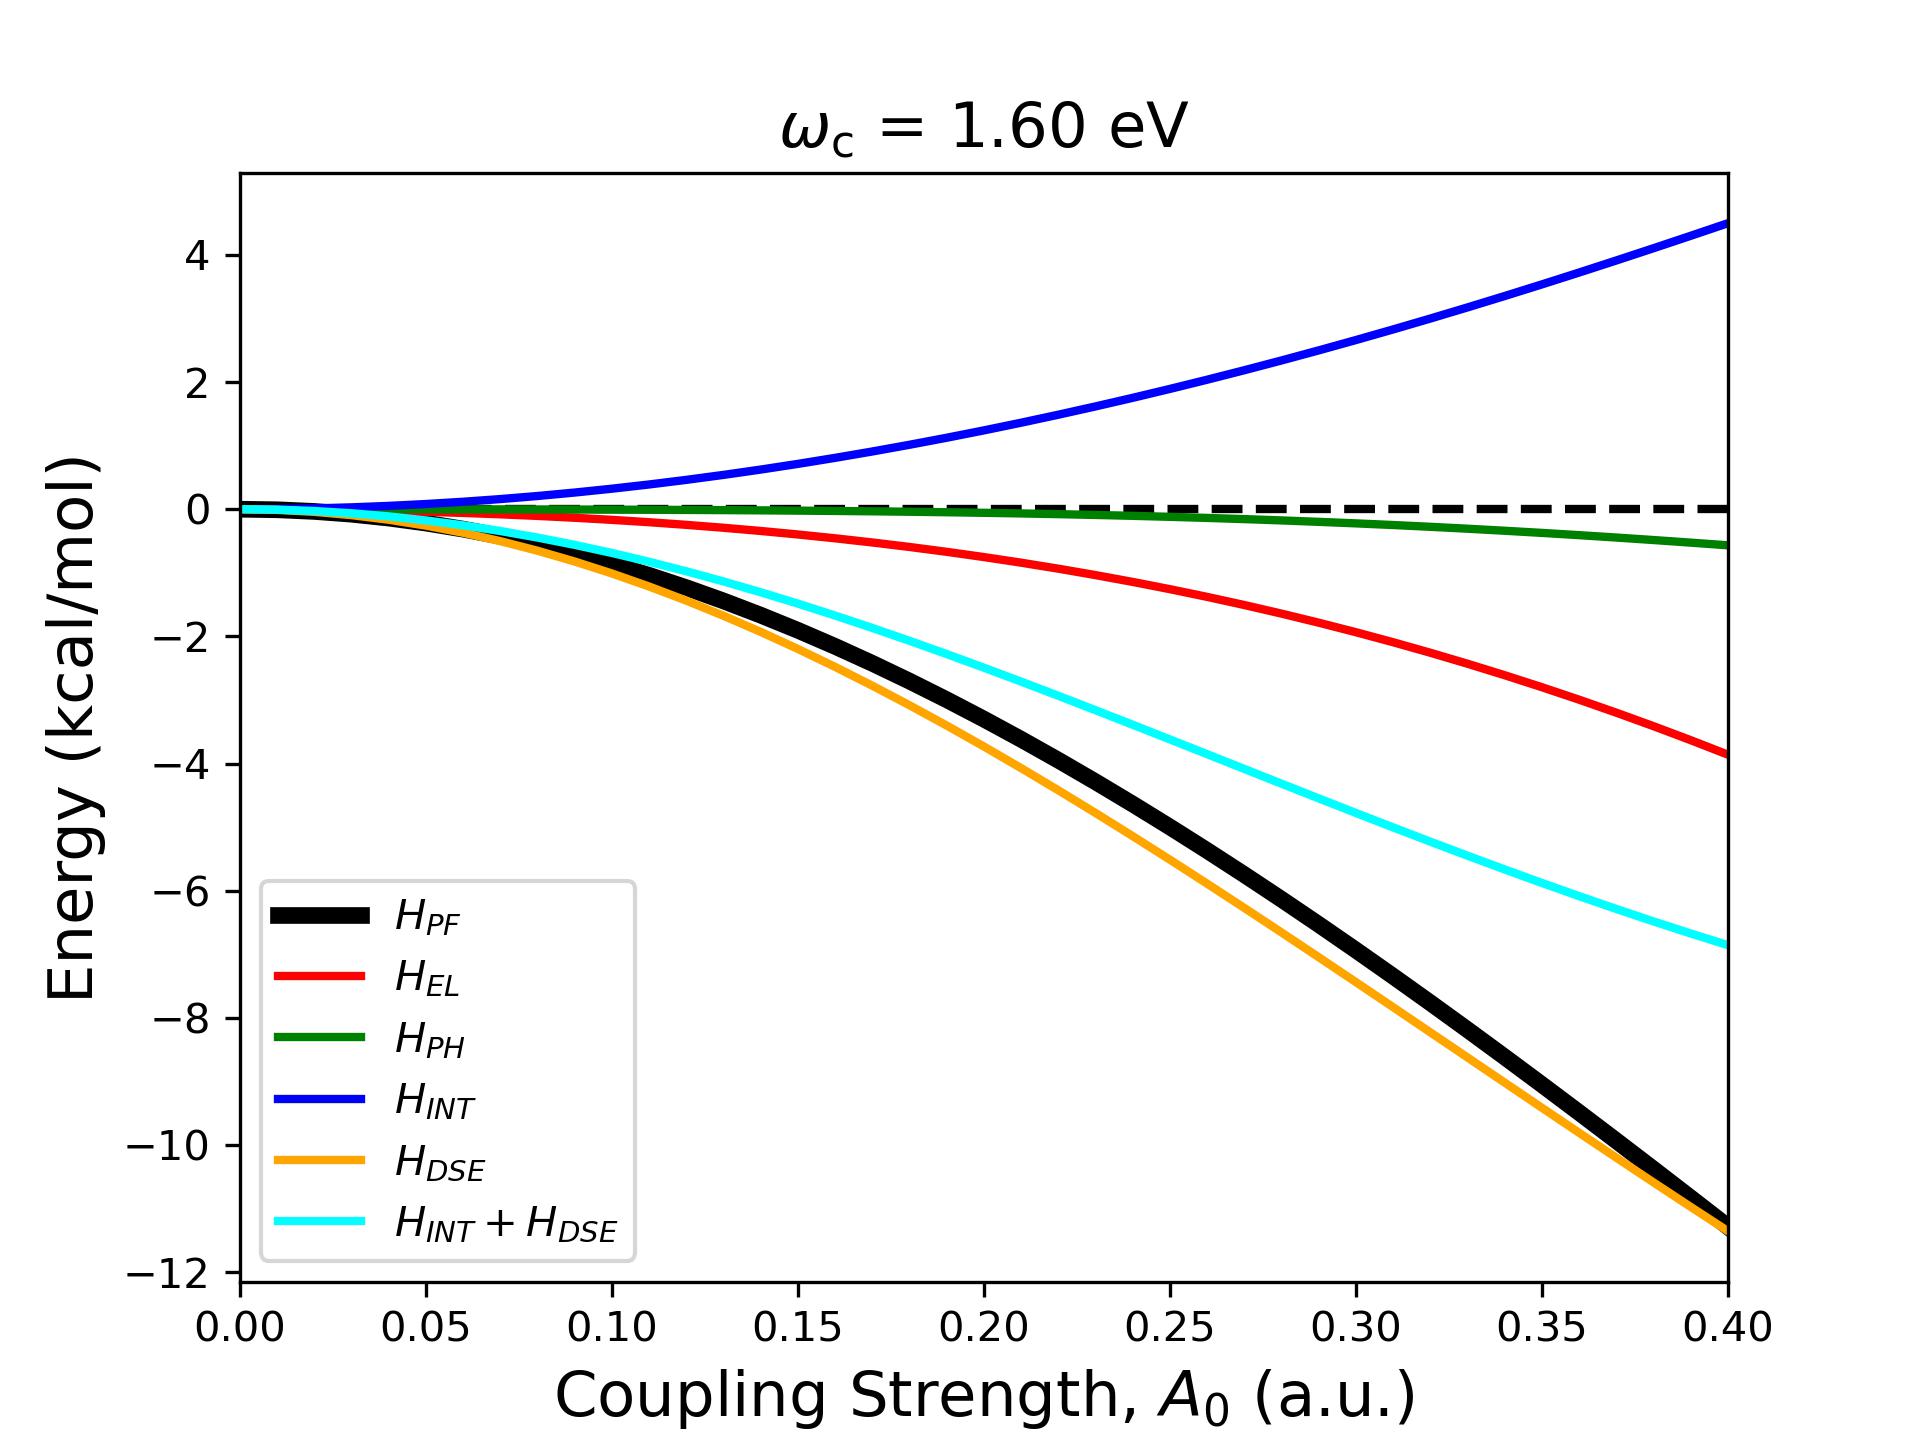 ω_c = 1.60 eV
Energy (kcal/mol)
4
2
0
−2
−4
−6
−8
−10
−12
H_PF
H_EL
H_PH
H_INT
H_DSE
H_INT + H_DSE
0.00 0.05 0.10 0.15 0.20 0.25 0.30 0.35 0.40
Coupling Strength, A_0 (a.u.)